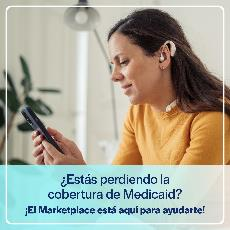 ¿Estás perdiendo la
cobertura de Medicaid?
¡El Marketplace está aquí para ayudarte!